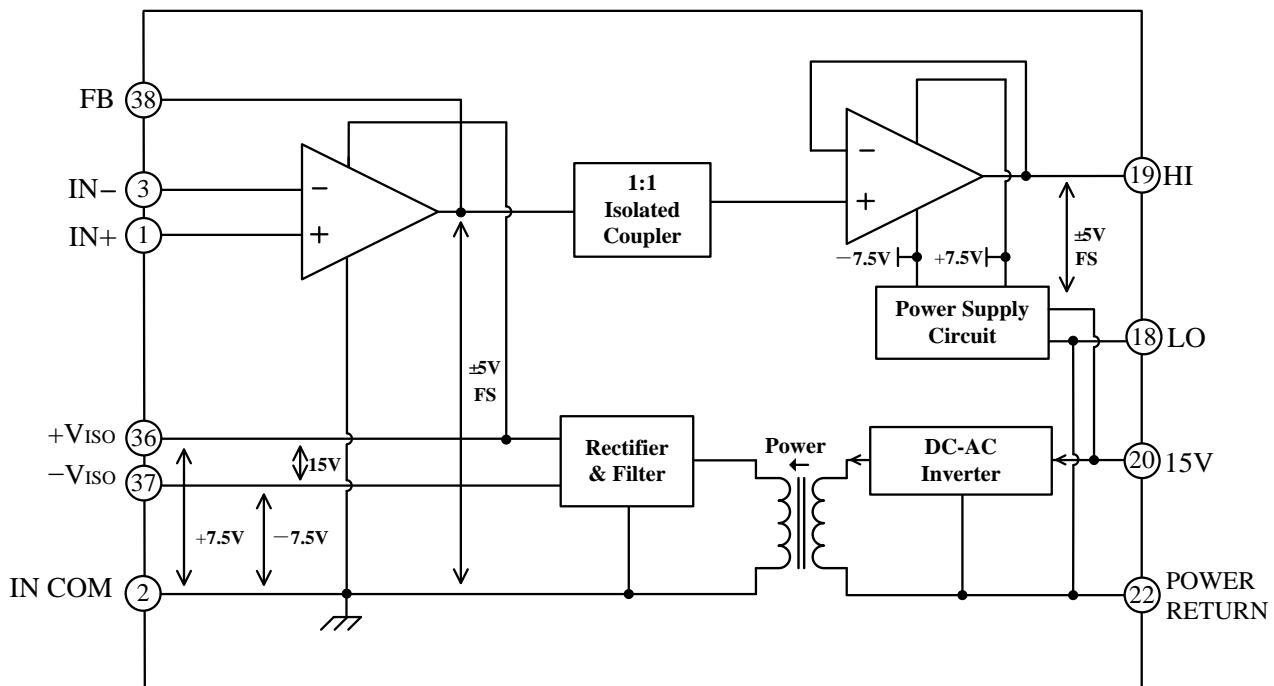 FB
38
IN−
3
IN+
1
−
+
1:1
Isolated
Coupler
−
+
19
HI
−7.5V
+7.5V
±5V
FS
Power Supply
Circuit
18
LO
±5V
FS
+VISO
36
−VISO
37
15V
+7.5V
−7.5V
Rectifier
& Filter
Power
DC-AC
Inverter
20
15V
IN COM
2
22
POWER
RETURN